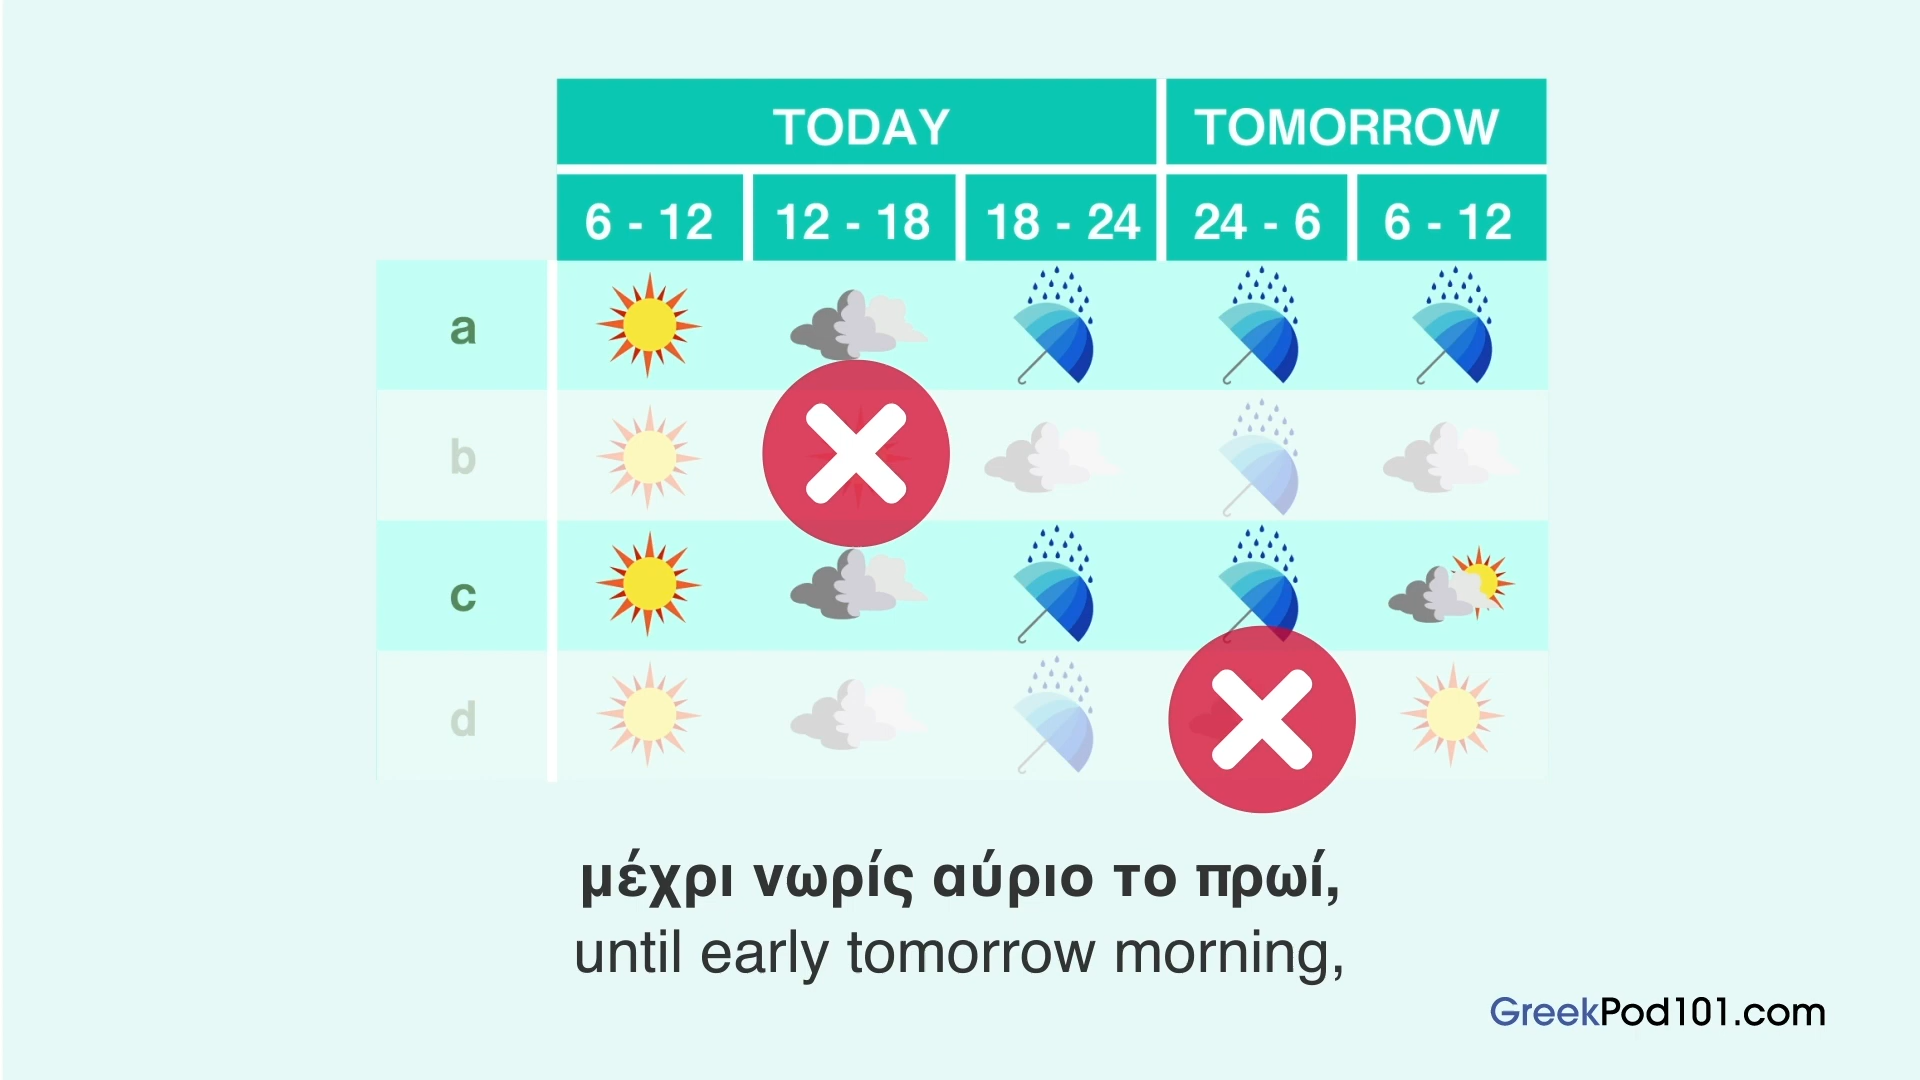 TODAY TOMORROW
6 - 12 12 - 18 18 - 24 24 - 6 6 - 12
a
b
c
d
μέχρι νωρίς αύριο το πρωί,
until early tomorrow morning,
GreekPod101.com